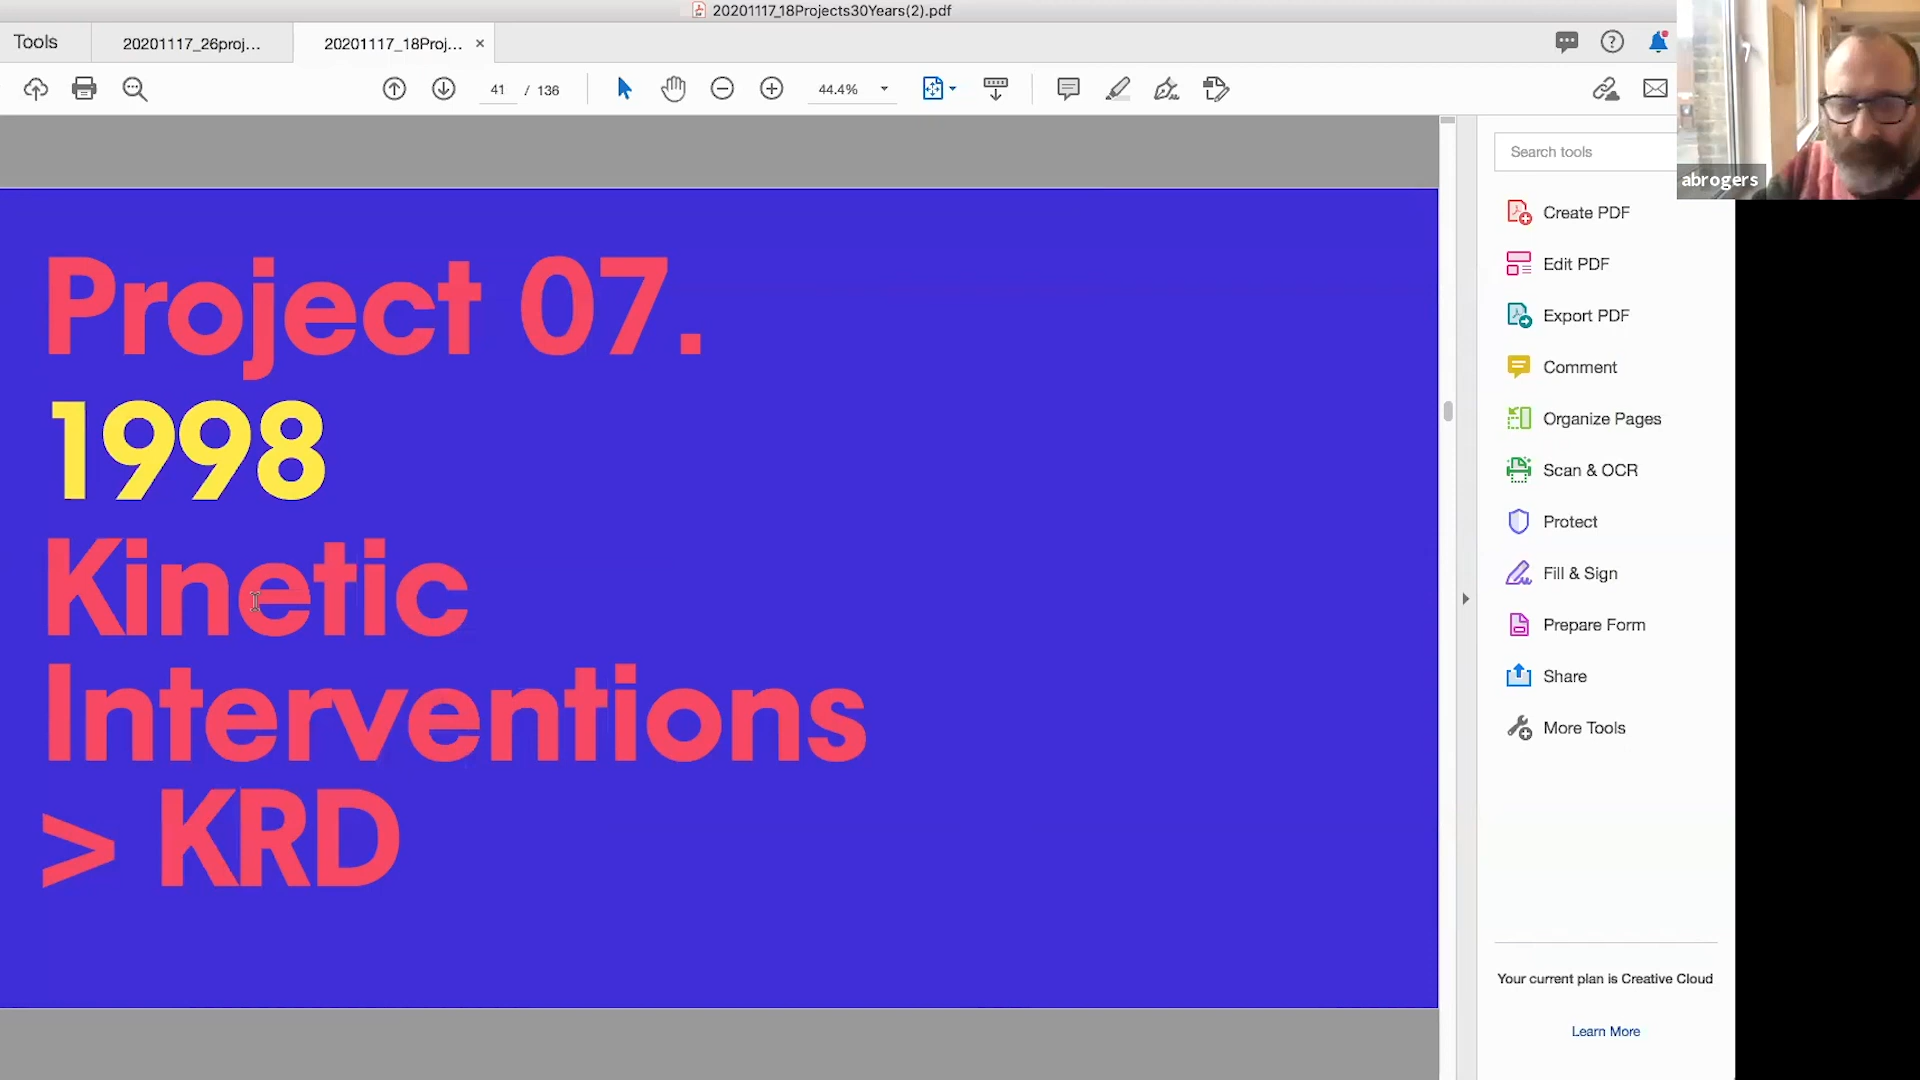 20201117_18Projects30Years(2).pdf
Tools
20201117_26proj...
20201117_18Proj...
41 / 136
44.4%
Search tools
abrogers
Create PDF
Edit PDF
Export PDF
Comment
Organize Pages
Scan & OCR
Protect
Fill & Sign
Prepare Form
Share
More Tools
Your current plan is Creative Cloud
Learn More
Project 07.
1998
Kinetic
Interventions
> KRD